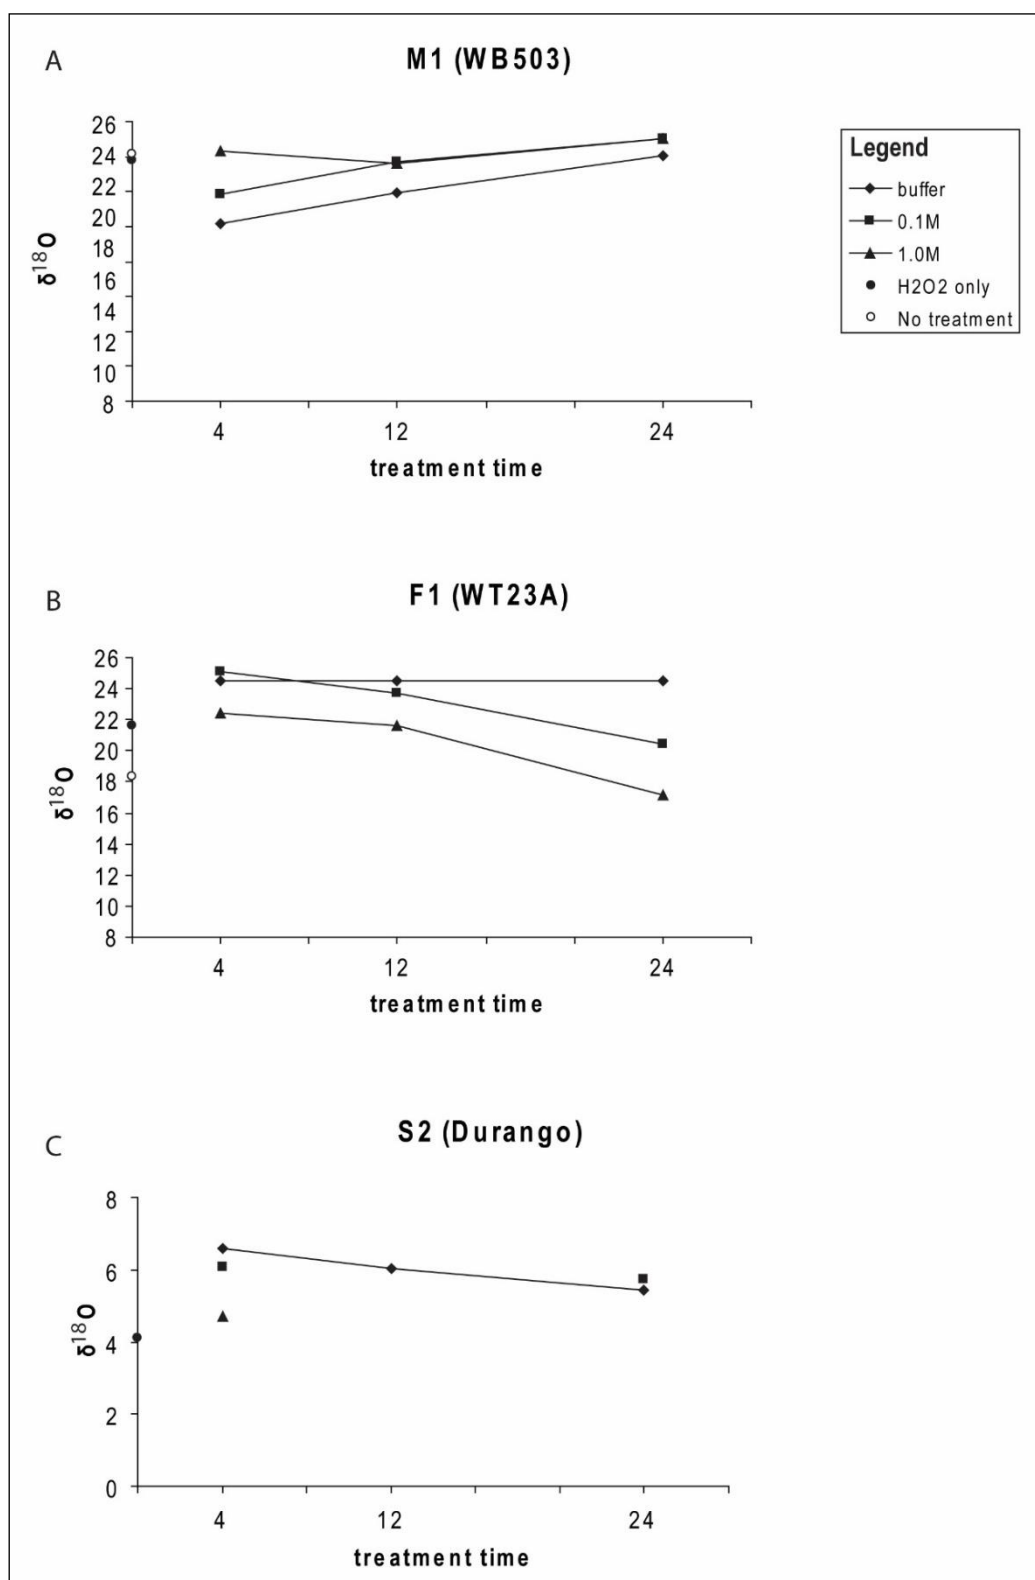 A
M1 (WB503)
26
24
22
20
18
16
14
12
10
8
δ18O
4 12 24
treatment time
Legend
buffer
0.1M
1.0M
H2O2 only
No treatment
B
F1 (WT23A)
26
24
22
20
18
16
14
12
10
8
δ18O
4 12 24
treatment time
C
S2 (Durango)
8
6
4
2
0
δ18O
4 12 24
treatment time